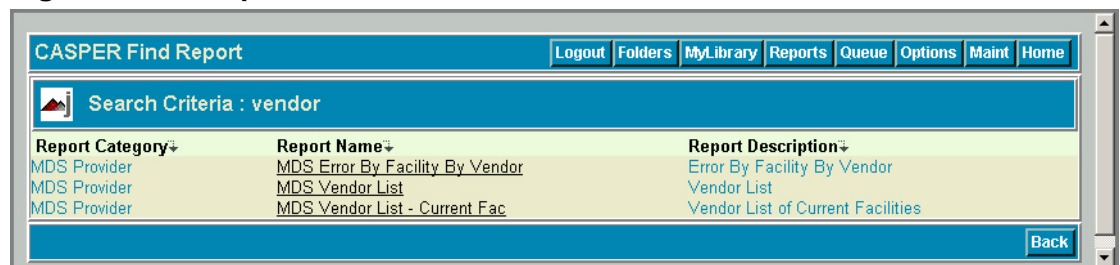 CASPER Find Report Logout Folders MyLibrary Reports Queue Options Maint Home
Search Criteria : vendor
Report Category Report Name Report Description
MDS Provider MDS Error By Facility By Vendor Error By Facility By Vendor
MDS Provider MDS Vendor List Vendor List
MDS Provider MDS Vendor List - Current Fac Vendor List of Current Facilities
Back